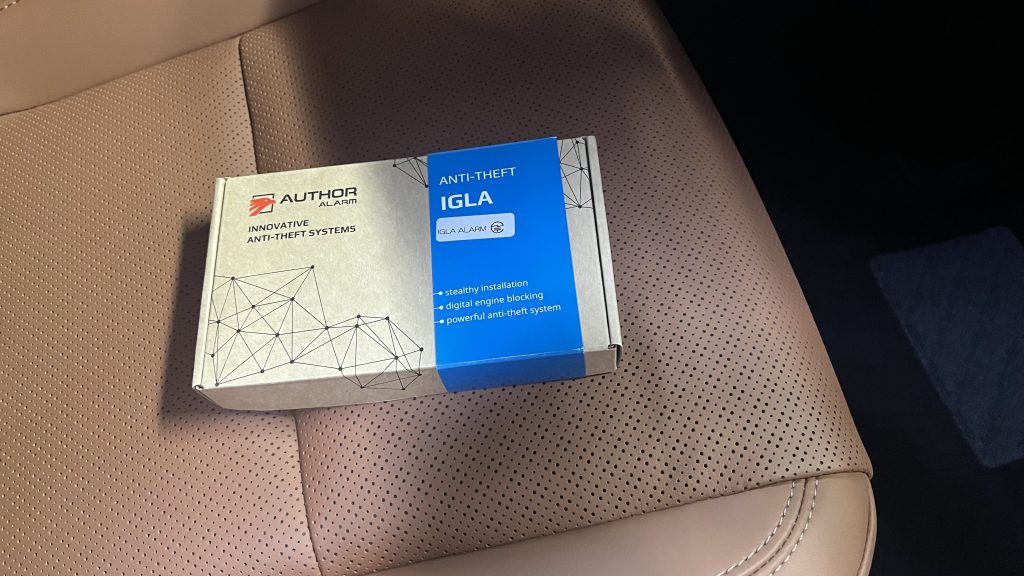 AUTHOR
ALARM
INNOVATIVE
ANTI-THEFT SYSTEMS
ANTI-THEFT
IGLA
IGLA ALARM
stealthy installation
digital engine blocking
powerful anti-theft system